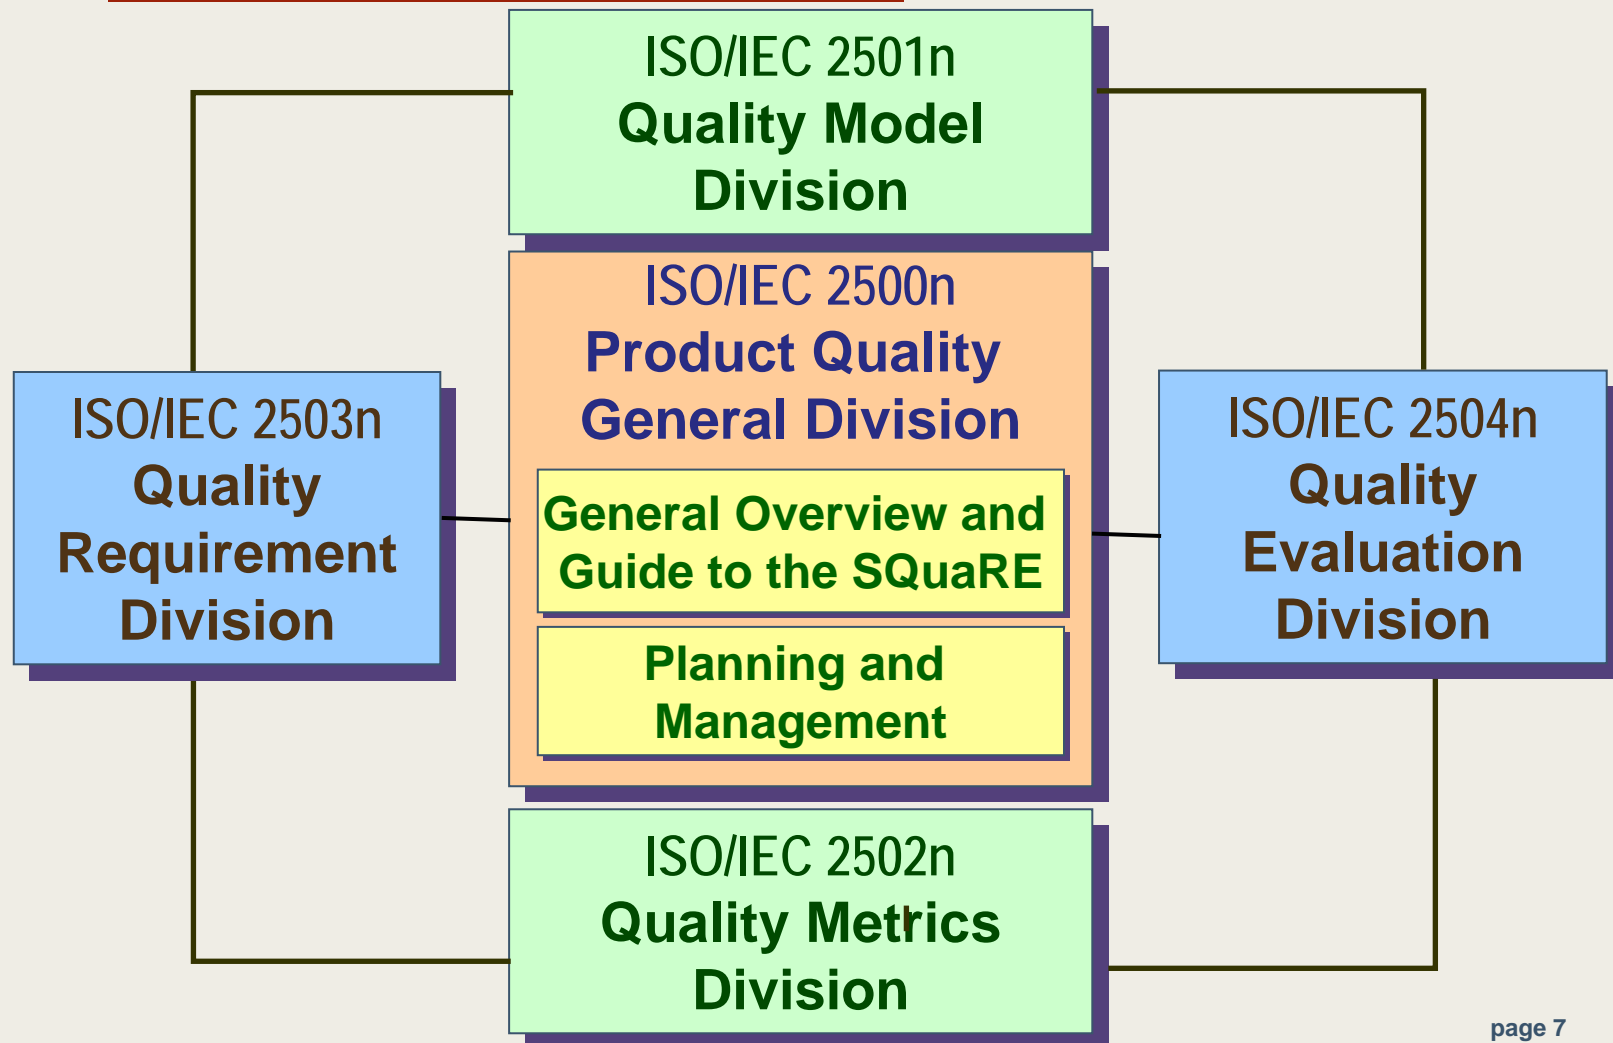 ISO/IEC 2501n
Quality Model
Division
ISO/IEC 2500n
Product Quality
General Division
General Overview and
Guide to the SQuaRE
Planning and
Management
ISO/IEC 2503n
Quality
Requirement
Division
ISO/IEC 2504n
Quality
Evaluation
Division
ISO/IEC 2502n
Quality Metrics
Division
page 7